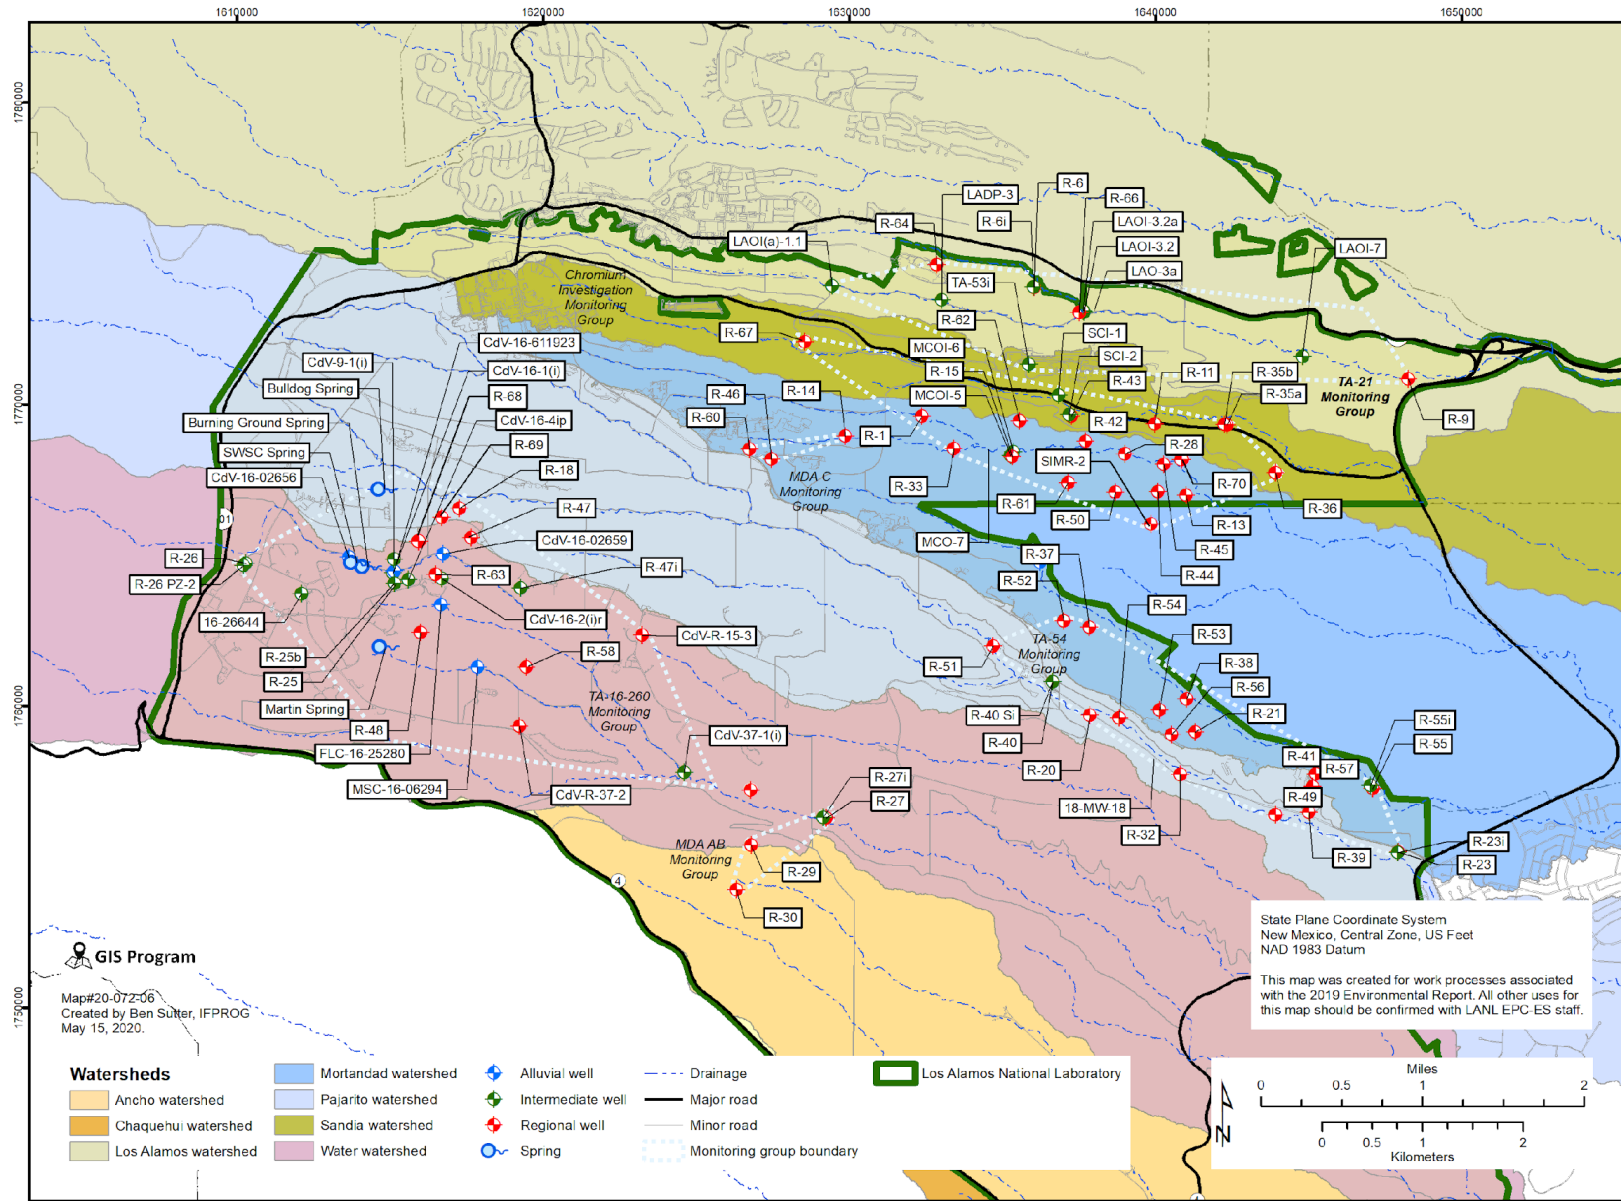 1610000
1620000
1630000
1640000
1650000
1780000
1770000
1760000
1750000
R-6
LADP-3
R-66
R-64
R-6i
LAOI-3.2a
LAOI(a)-1.1
LAOI-3.2
LAOI-7
LAO-3a
Chromium
Investigation
Monitoring
Group
TA-53i
R-62
R-67
SCI-1
CdV-16-611923
MCOI-6
SCI-2
CdV-9-1(i)
CdV-16-1(i)
R-15
R-43
R-11
R-35b
TA-21
Monitoring
Group
Bulldog Spring
R-68
R-46
R-14
MCOI-5
R-35a
R-60
R-42
R-9
Burning Ground Spring
CdV-16-4ip
R-1
R-28
SWSC Spring
R-69
SIMR-2
CdV-16-02656
R-18
MDA C
Monitoring
Group
R-33
R-70
R-61
R-47
R-50
R-13
R-36
501
CdV-16-02659
MCO-7
R-45
R-26
R-37
R-26 PZ-2
R-63
R-47i
R-52
R-44
16-26644
CdV-16-2(i)r
R-54
R-25b
CdV-R-15-3
R-53
R-25
R-58
TA-54
Monitoring
Group
R-51
R-38
R-56
Martin Spring
TA-16-260
Monitoring
Group
R-40 Si
R-21
R-48
R-40
R-55i
FLC-16-25280
CdV-37-1(i)
R-55
R-41
R-20
R-57
MSC-16-06294
CdV-R-37-2
R-27i
R-27
18-MW-18
R-49
R-32
MDA AB
Monitoring
Group
R-23i
R-39
R-23
R-29
4
R-30
State Plane Coordinate System
New Mexico, Central Zone, US Feet
NAD 1983 Datum
This map was created for work processes associated
with the 2019 Environmental Report. All other uses for
this map should be confirmed with LANL EPC-ES staff.
GIS Program
Map#20-072-06
Created by Ben Sutter, IFPROG
May 15, 2020.
Watersheds
Ancho watershed
Chaquehui watershed
Los Alamos watershed
Mortandad watershed
Pajarito watershed
Sandia watershed
Water watershed
Alluvial well
Intermediate well
Regional well
Spring
Drainage
Major road
Minor road
Monitoring group boundary
Los Alamos National Laboratory
Miles
0 0.5 1 2
N
0 0.5 1 2
Kilometers